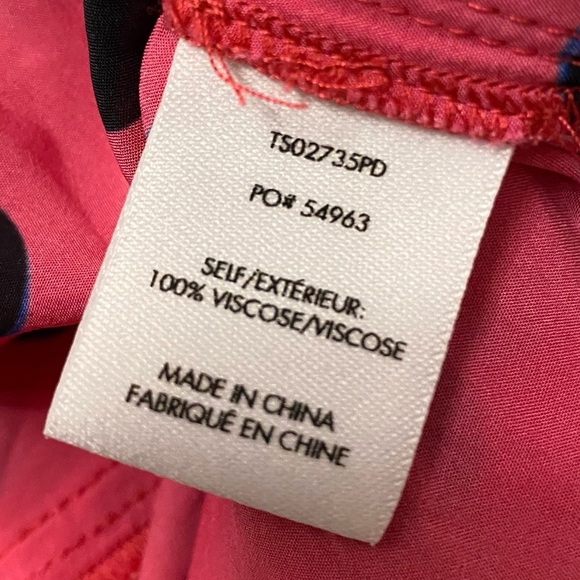 TS02735PD
PO# 54963
SELF/EXTÉRIEUR:
100% VISCOSE/VISCOSE
MADE IN CHINA
FABRIQUÉ EN CHINE